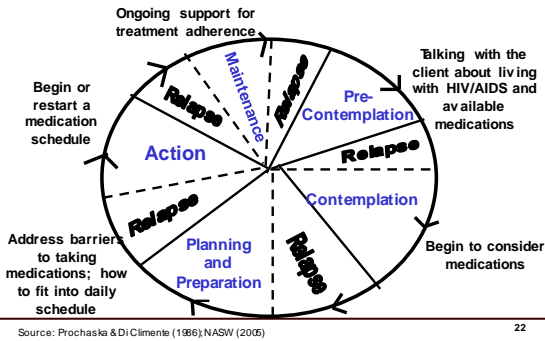 Ongoing support for
treatment adherence
Talking with the
client about living
with HIV/AIDS and
available
medications
Pre-
Contemplation
Relapse
Contemplation
Begin to consider
medications
Relapse
Planning
and
Preparation
Address barriers
to taking
medications; how
to fit into daily
schedule
Relapse
Action
Begin or
restart a
medication
schedule
Relapse
Maintenance
Relapse
Source: Prochaska & DiClimente (1986); NASW (2005)
22